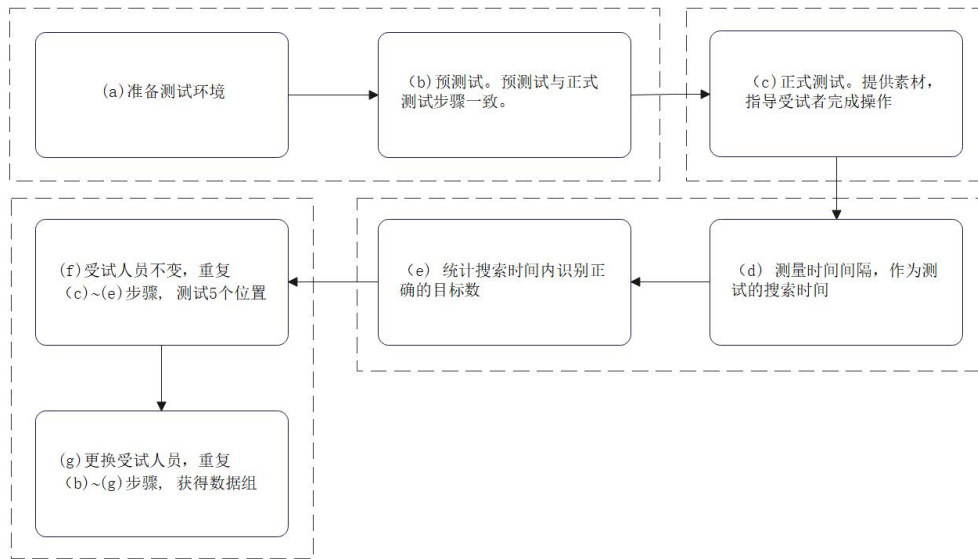 (a)准备测试环境
（b)预测试。预测试与正式
测试步骤一致。
（c)正式测试。提供素材，
指导受试者完成操作
（d) 测量时间间隔，作为测
试的搜索时间
（e) 统计搜索时间内识别正
确的目标数
(f)受试人员不变，重复
（c)~(e)步骤, 测试5个位置
(g)更换受试人员，重复
（b)~(g)步骤, 获得数据组